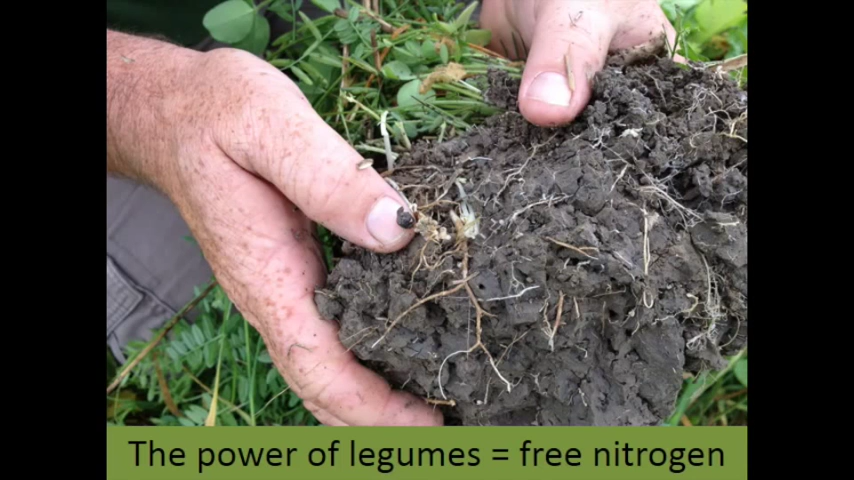 The power of legumes = free nitrogen